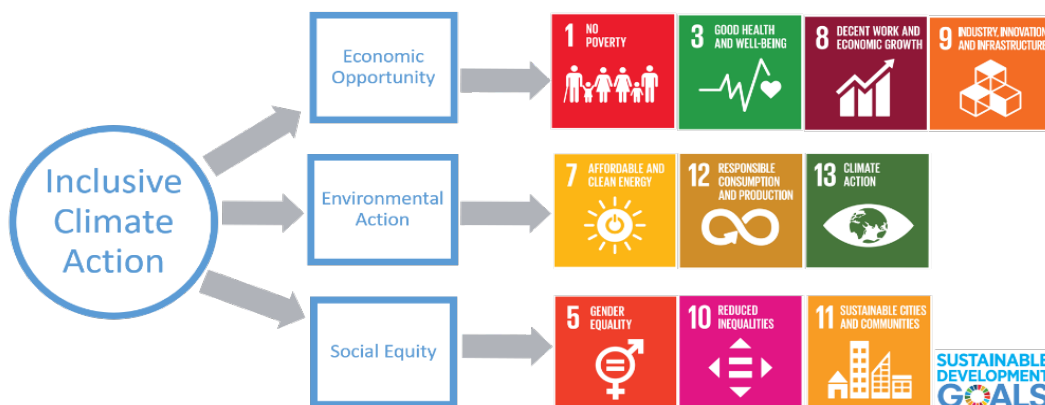 Inclusive
Climate
Action
Economic
Opportunity
1 NO
POVERTY
3 GOOD HEALTH
AND WELL-BEING
8 DECENT WORK AND
ECONOMIC GROWTH
9 INDUSTRY, INNOVATION
AND INFRASTRUCTURE
Environmental
Action
7 AFFORDABLE AND
CLEAN ENERGY
12 RESPONSIBLE
CONSUMPTION
AND PRODUCTION
13 CLIMATE
ACTION
Social Equity
5 GENDER
EQUALITY
10 REDUCED
INEQUALITIES
11 SUSTAINABLE CITIES
AND COMMUNITIES
SUSTAINABLE
DEVELOPMENT
GOALS